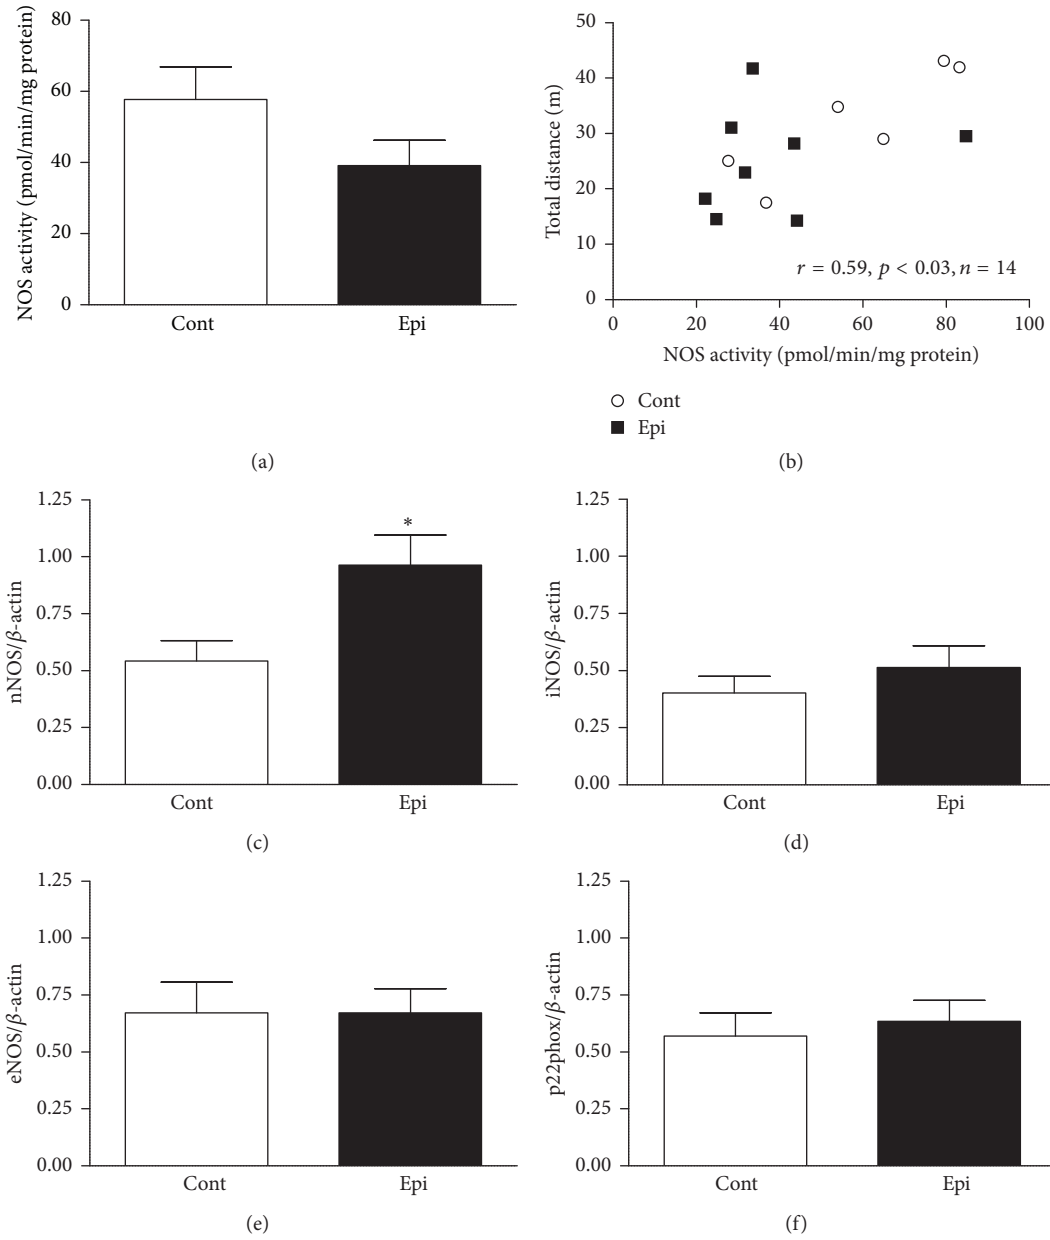 NOS activity (pmol/min/mg protein)
80
60
40
20
0
Cont
Epi
(a)
Total distance (m)
50
40
30
20
10
0
r = 0.59, p < 0.03, n = 14
0
20
40
60
80
100
NOS activity (pmol/min/mg protein)
Cont
Epi
(b)
nNOS/β-actin
1.25
1.00
0.75
0.50
0.25
0.00
*
Cont
Epi
(c)
iNOS/β-actin
1.25
1.00
0.75
0.50
0.25
0.00
Cont
Epi
(d)
eNOS/β-actin
1.25
1.00
0.75
0.50
0.25
0.00
Cont
Epi
(e)
p22phox/β-actin
1.25
1.00
0.75
0.50
0.25
0.00
Cont
Epi
(f)